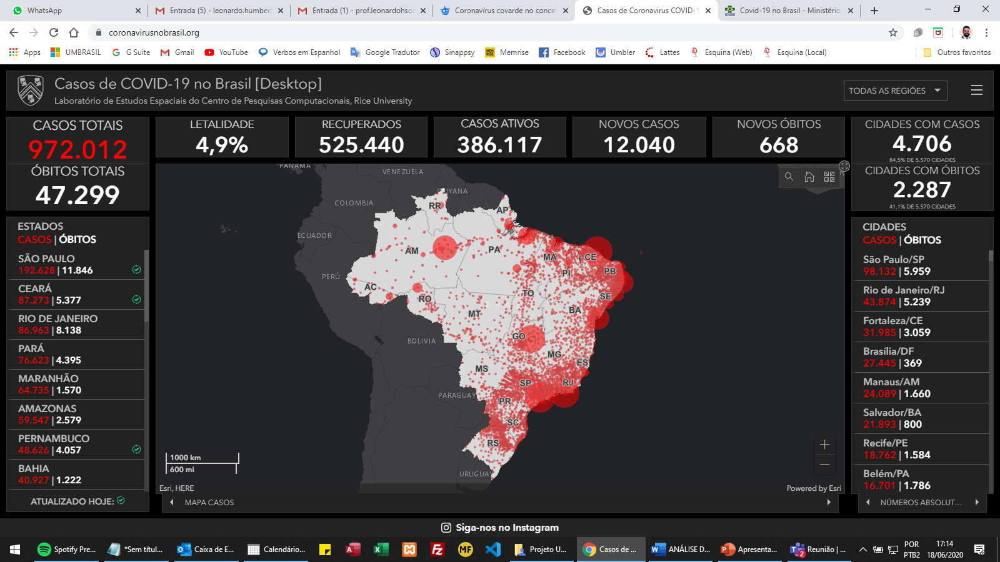 WhatsApp
Entrada (5) - leonardo.humbert
Entrada (1) - prof.leonardohsoa
Coronavírus covarde no concei
Casos de Coronavirus COVID-1
Covid-19 no Brasil - Ministério
coronavirusnobrasil.org
Apps
UMBRASIL
G Suite
Gmail
YouTube
Verbos em Espanhol
Google Tradutor
Sinappsy
Memrise
Facebook
Umbler
Lattes
Esquina (Web)
Esquina (Local)
Outros favoritos
Casos de COVID-19 no Brasil [Desktop]
Laboratório de Estudos Espaciais do Centro de Pesquisas Computacionais, Rice University
TODAS AS REGIÕES
CASOS TOTAIS
972.012
ÓBITOS TOTAIS
47.299
LETALIDADE
4,9%
RECUPERADOS
525.440
CASOS ATIVOS
386.117
NOVOS CASOS
12.040
NOVOS ÓBITOS
668
CIDADES COM CASOS
4.706
84,5% DE 5.570 CIDADES
CIDADES COM ÓBITOS
2.287
41,1% DE 5.570 CIDADES
ESTADOS
CASOS | ÓBITOS
SÃO PAULO
192.628 | 11.846
CEARÁ
87.273 | 5.377
RIO DE JANEIRO
86.963 | 8.138
PARÁ
76.623 | 4.395
MARANHÃO
64.735 | 1.570
AMAZONAS
59.547 | 2.579
PERNAMBUCO
48.626 | 4.057
BAHIA
40.927 | 1.222
ATUALIZADO HOJE:
PANAMÁ
VENEZUELA
GUYANA
COLOMBIA
ECUADOR
PERÚ
BOLIVIA
PARAGUAY
URUGUA
RR
AP
AM
PA
MA
CE
PI
PB
AC
RO
TO
SE
MT
BA
GO
MG
ES
MS
SP
RJ
PR
SC
RS
1000 km
600 mi
Esri, HERE
Powered by Esri
MAPA CASOS
CIDADES
CASOS | ÓBITOS
São Paulo/SP
98.132 | 5.959
Rio de Janeiro/RJ
43.874 | 5.239
Fortaleza/CE
31.985 | 3.059
Brasília/DF
27.445 | 369
Manaus/AM
24.089 | 1.660
Salvador/BA
21.893 | 800
Recife/PE
18.762 | 1.584
Belém/PA
16.701 | 1.786
NÚMEROS ABSOLUT...
Siga-nos no Instagram
Spotify Pre...
*Sem títul...
Caixa de E...
Calendário...
Projeto U...
Casos de ...
ANÁLISE D...
Apresenta...
Reunião | ...
POR
PTB2
17:14
18/06/2020